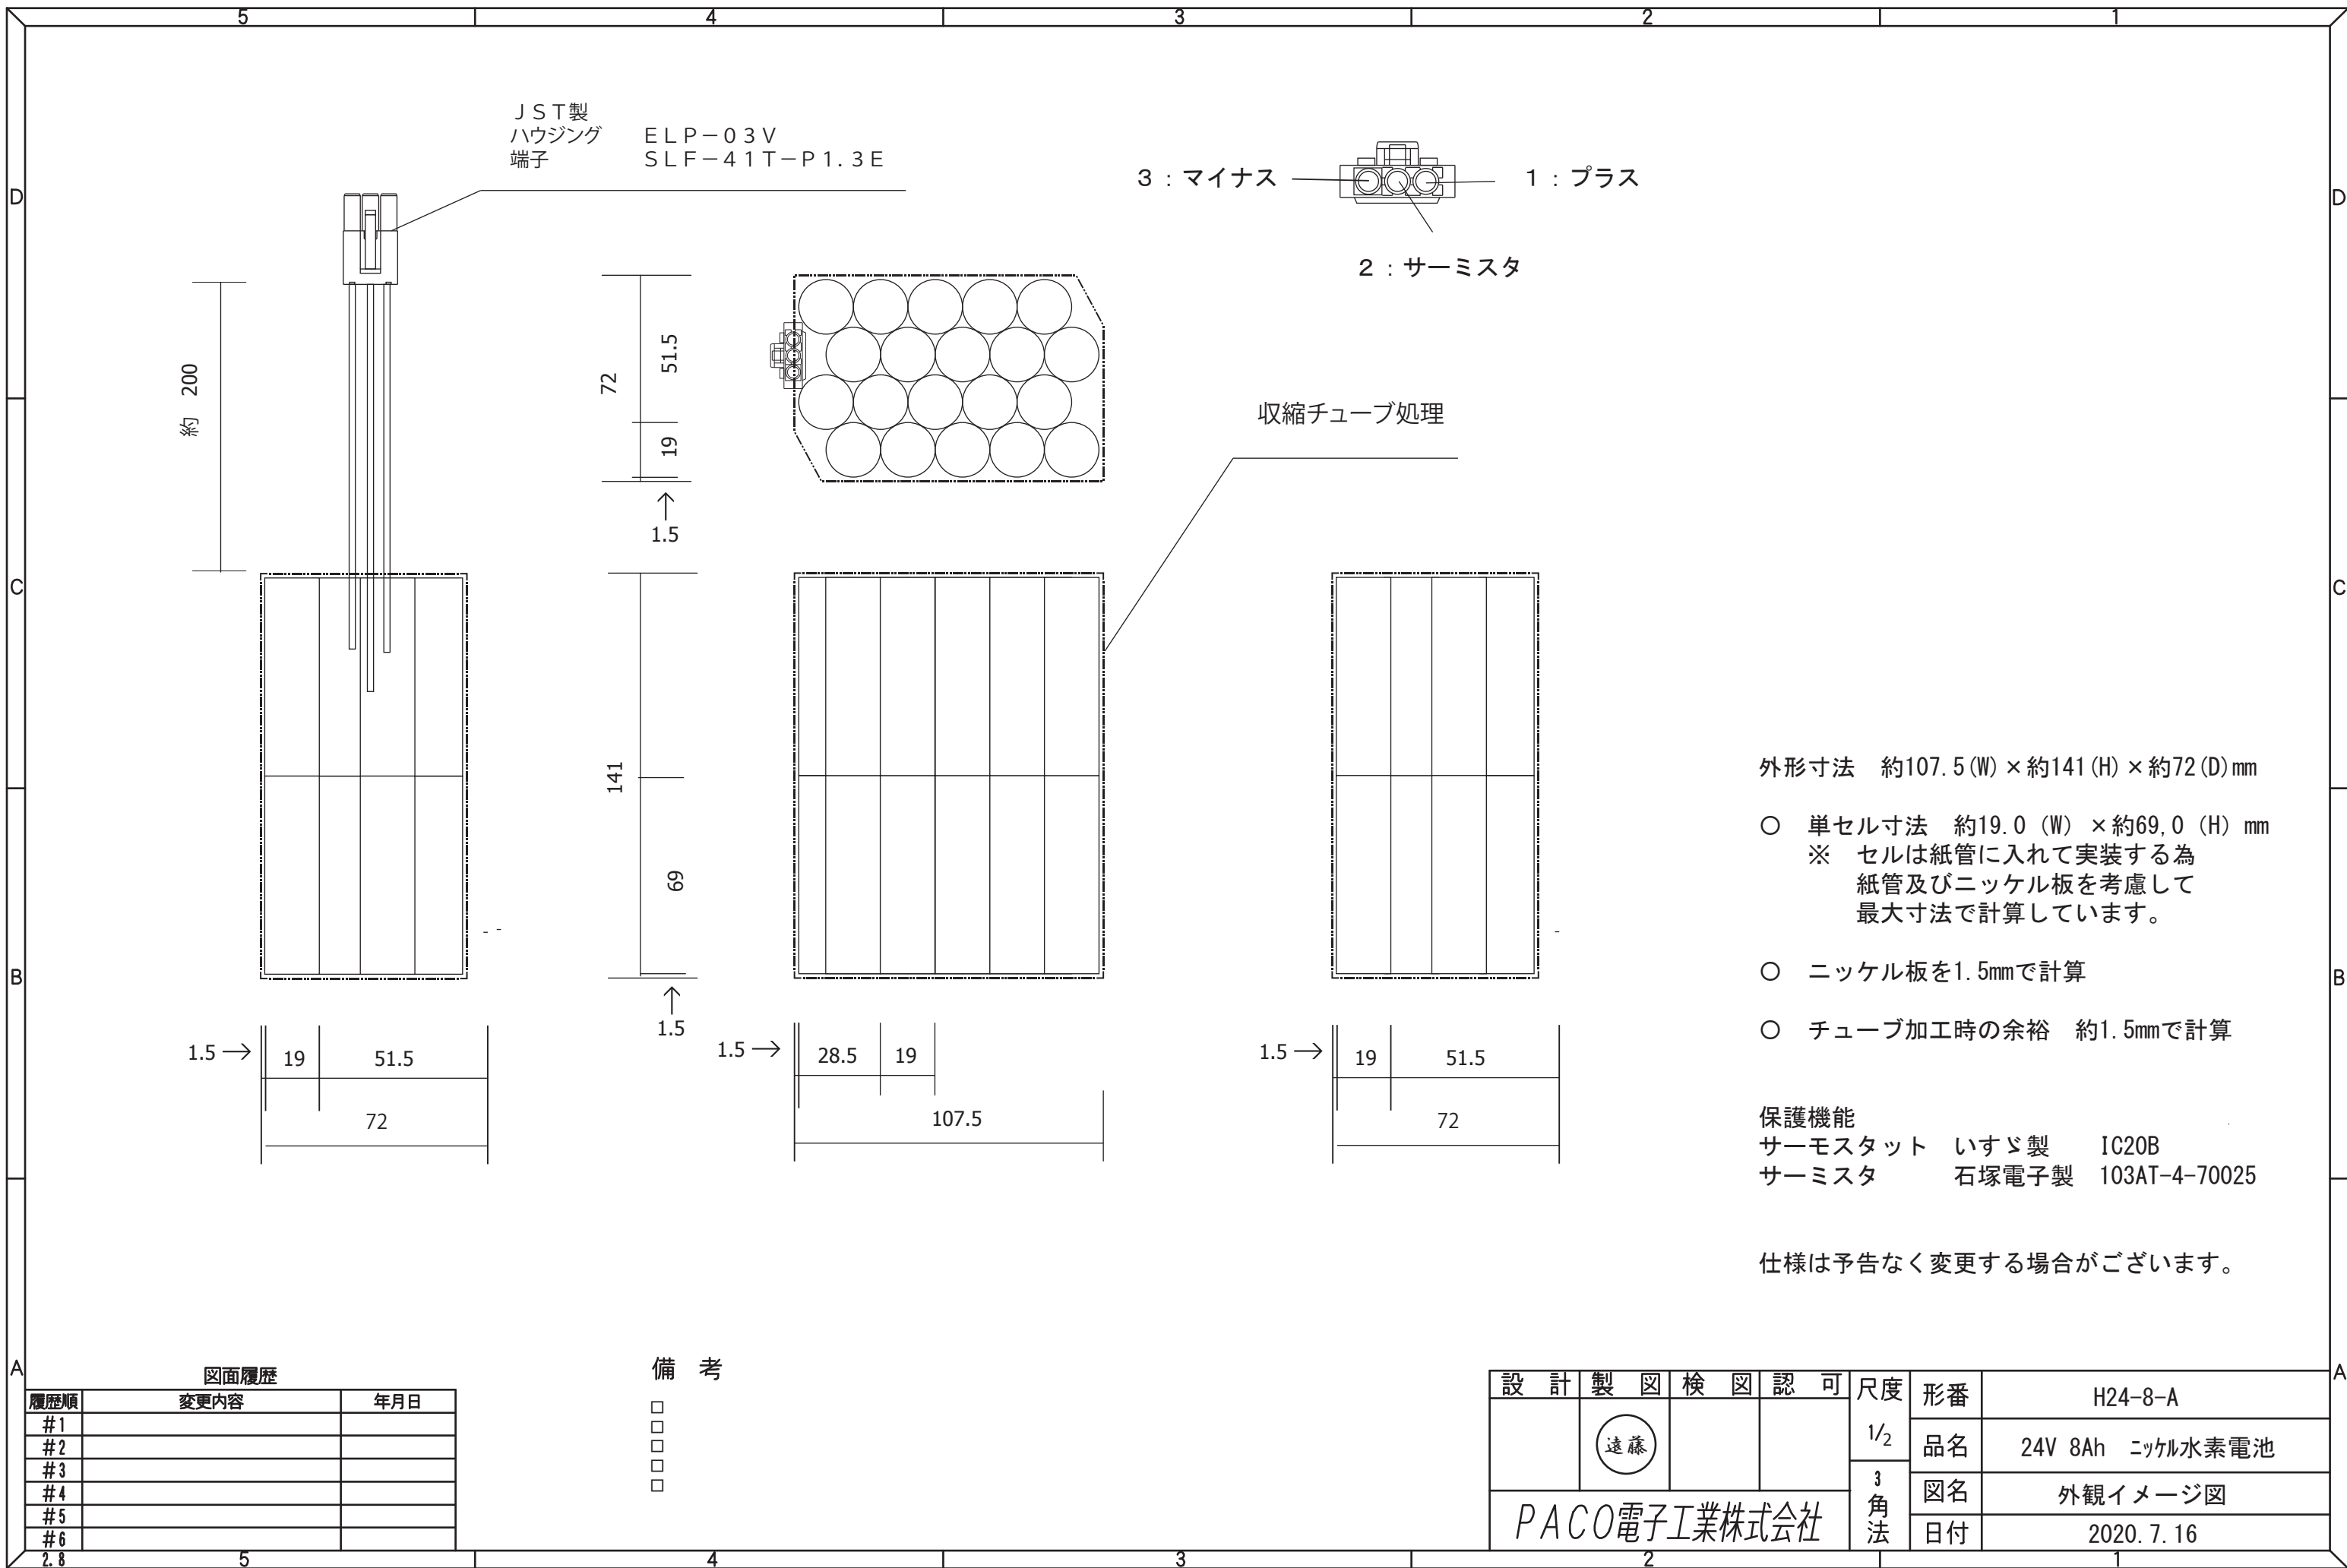 5 4 3 2 1
D
D
C
C
B
B
A
A
JST製
ハウジング ELP-03V
端子 SLF-41T-P1.3E
3:マイナス
1:プラス
2:サーミスタ
約 200
72
51.5
19
1.5
収縮チューブ処理
141
69
1.5
1.5
19
51.5
72
1.5
28.5
19
107.5
1.5
19
51.5
72
外形寸法 約107.5(W)×約141(H)×約72(D)mm
○ 単セル寸法 約19.0 (W) ×約69,0 (H) mm
※ セルは紙管に入れて実装する為
紙管及びニッケル板を考慮して
最大寸法で計算しています。
○ ニッケル板を1.5mmで計算
○ チューブ加工時の余裕 約1.5mmで計算
保護機能
サーモスタット いすゞ製 IC20B
サーミスタ 石塚電子製 103AT-4-70025
仕様は予告なく変更する場合がございます。
図面履歴
履歴順 変更内容 年月日
#1
#2
#3
#4
#5
#6
2.8
備 考
□
□
□
□
□
設計 製図 検図 認可
遠藤
PACO電子工業株式会社
尺度
1/2
3角法
形番 H24-8-A
品名 24V 8Ah ニッケル水素電池
図名 外観イメージ図
日付 2020.7.16
5 4 3 2 1